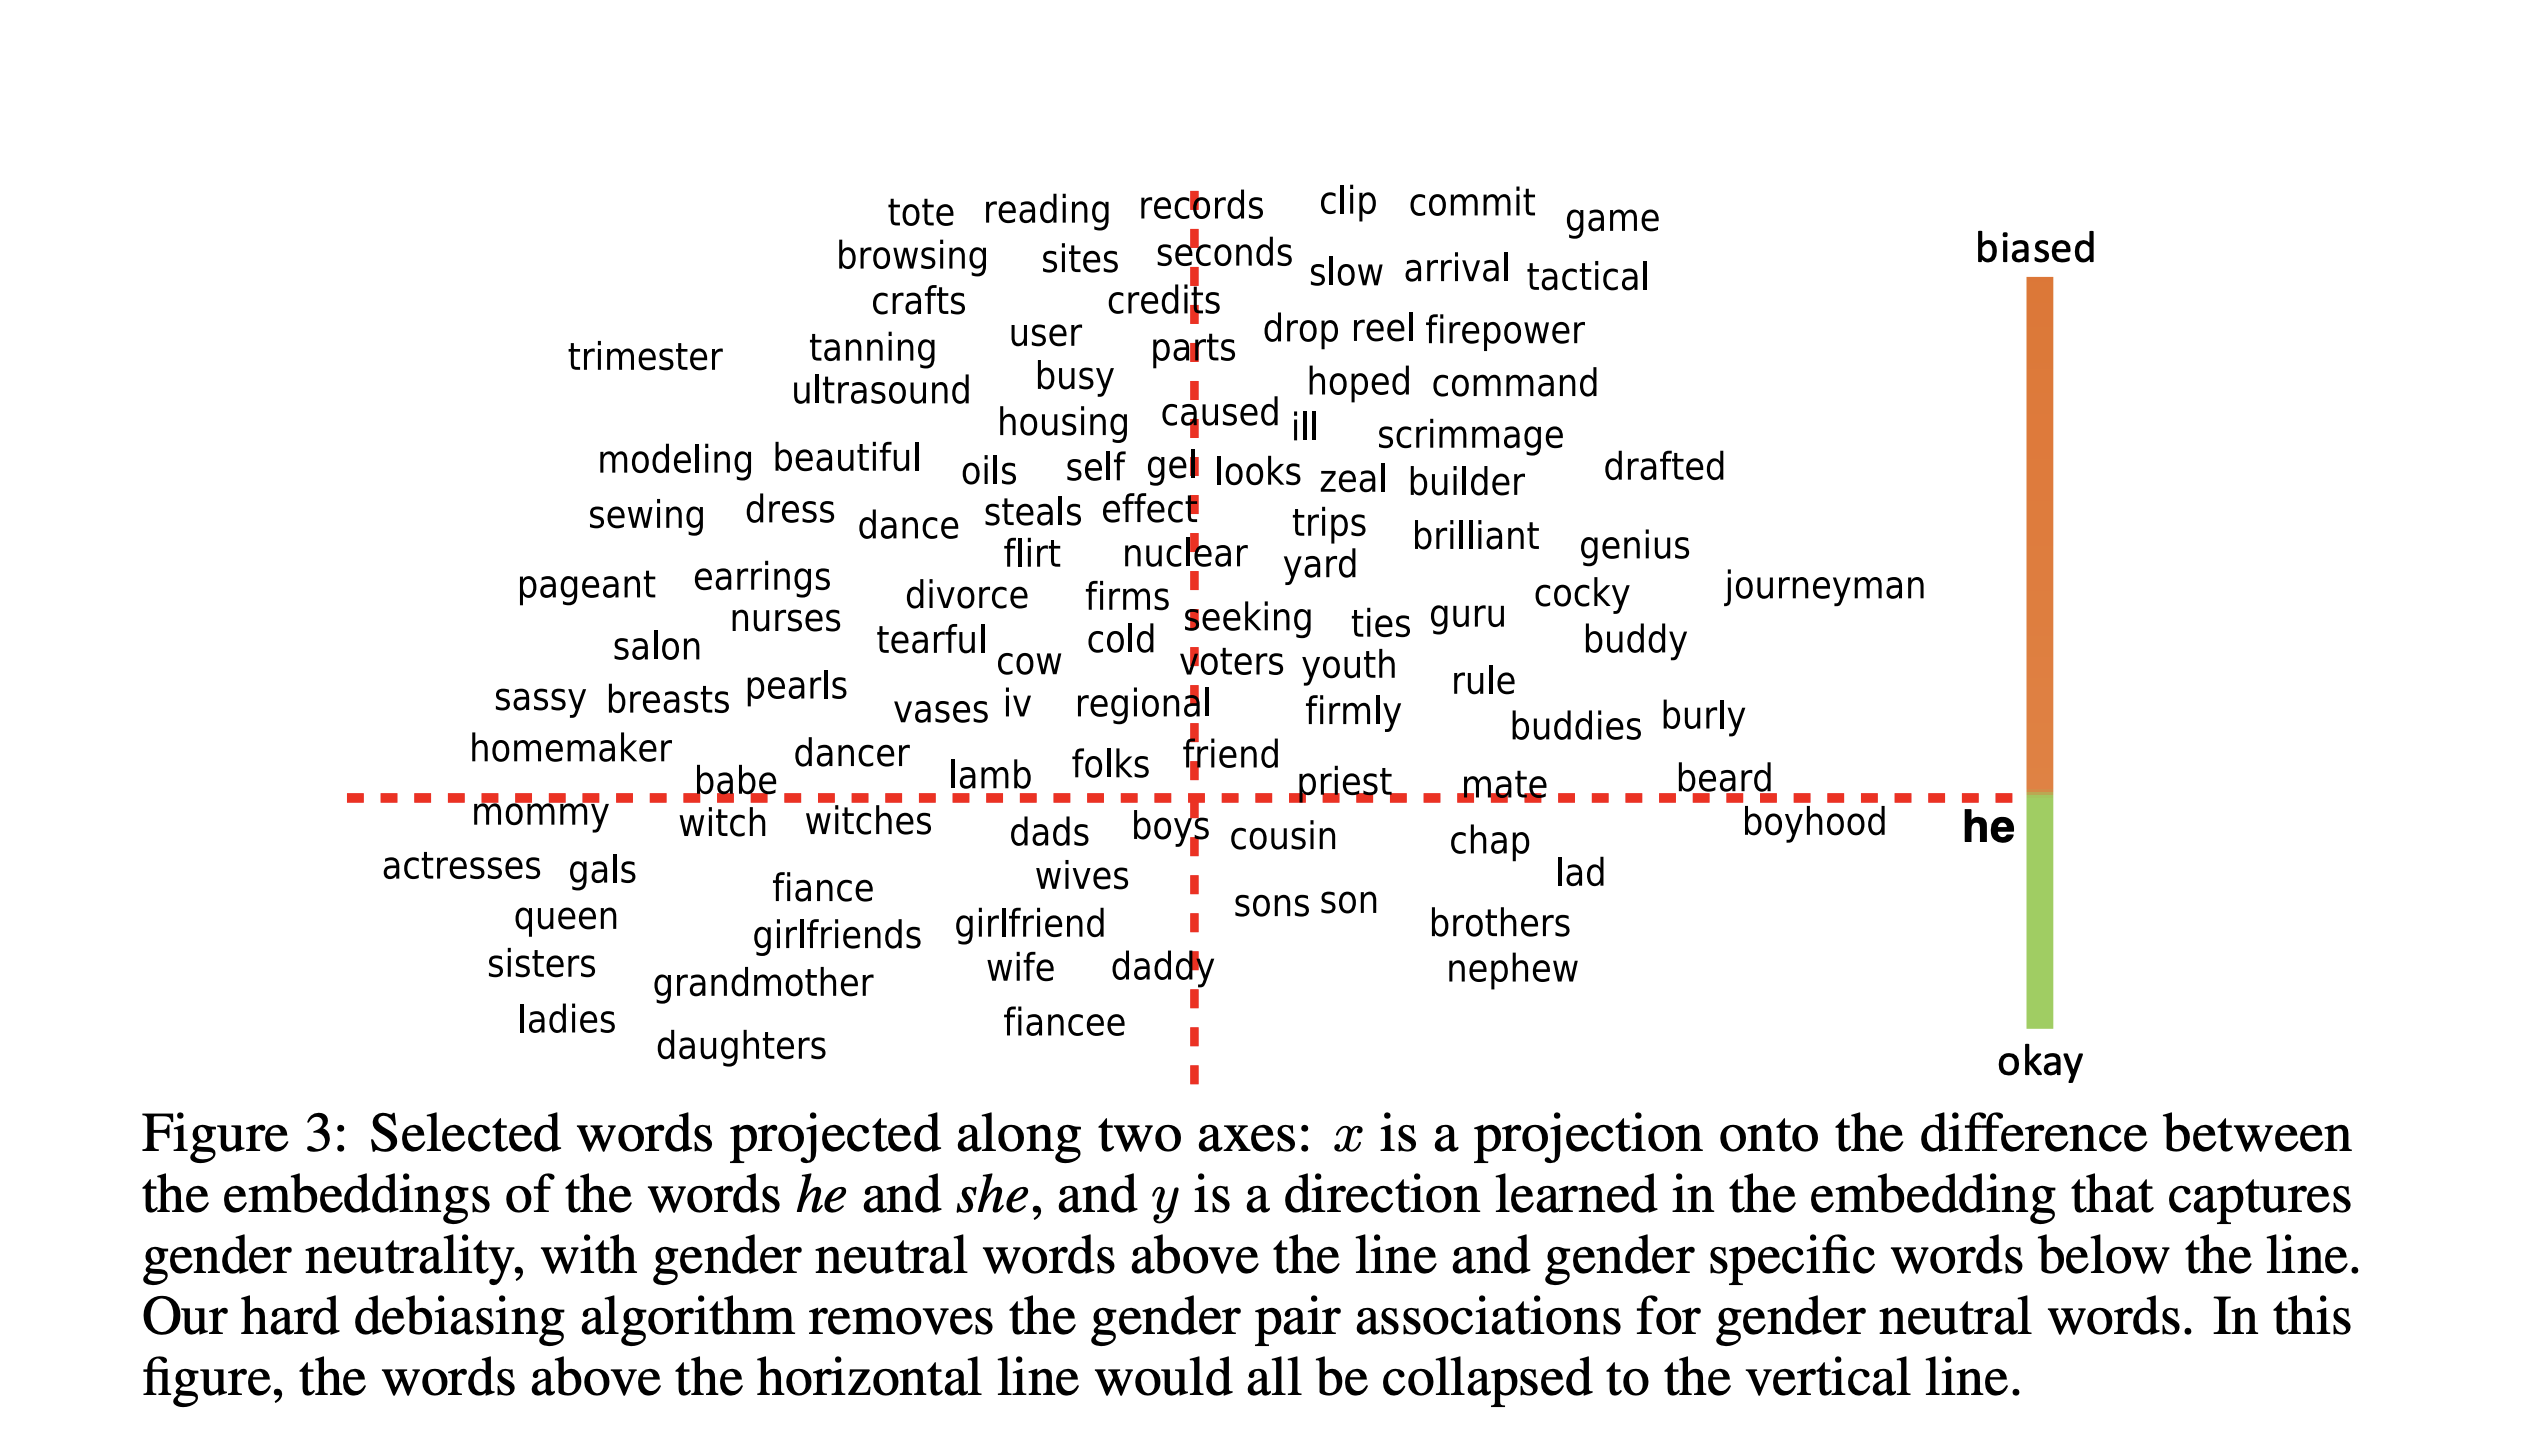 tote reading records clip commit game
browsing sites seconds slow arrival tactical
biased
crafts credits
user drop reel firepower
trimester tanning parts
ultrasound busy hoped command
housing caused ill scrimmage
modeling beautiful oils self gel looks zeal builder drafted
sewing dress dance steals effect trips brilliant genius
flirt nuclear yard
pageant earrings divorce firms cocky journeyman
nurses seeking ties guru
salon tearful cold buddy
cow voters youth rule
sassy breasts pearls vases iv regional firmly buddies burly
homemaker dancer folks friend
babe lamb priest mate beard
mommy witch witches dads boys cousin chap boyhood he
actresses gals wives lad
fiance sons son
queen girlfriends girlfriend brothers
sisters grandmother wife daddy nephew
ladies fiancee
daughters
okay
Figure 3: Selected words projected along two axes: x is a projection onto the difference between
the embeddings of the words he and she, and y is a direction learned in the embedding that captures
gender neutrality, with gender neutral words above the line and gender specific words below the line.
Our hard debiasing algorithm removes the gender pair associations for gender neutral words. In this
figure, the words above the horizontal line would all be collapsed to the vertical line.